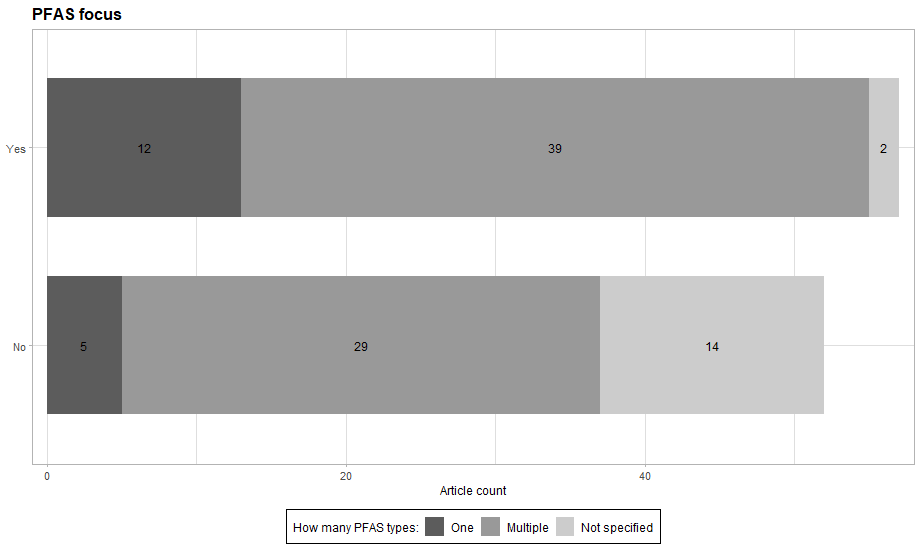 PFAS focus
Yes
12
39
2
No
5
29
14
0
20
40
Article count
How many PFAS types: One Multiple Not specified